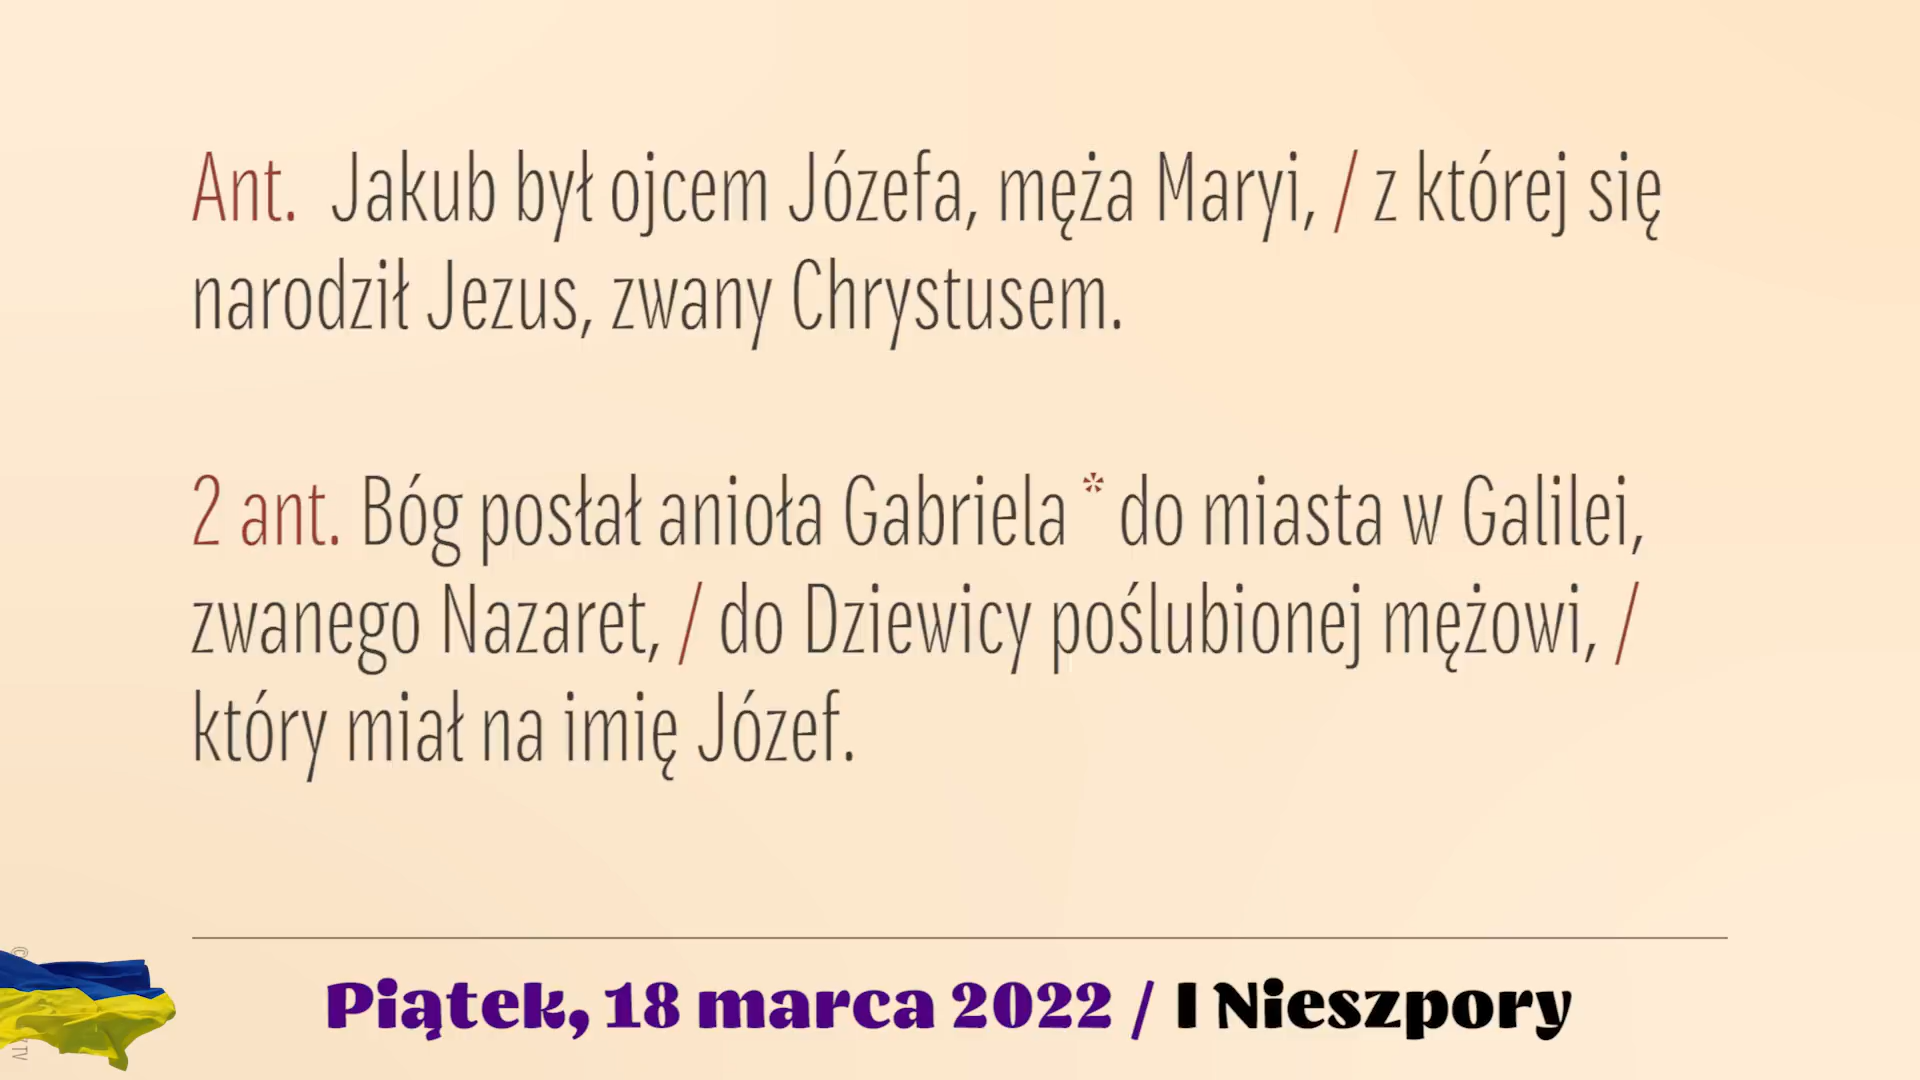 Ant. Jakub był ojcem Józefa, męża Maryi, / z której się
narodził Jezus, zwany Chrystusem.
2 ant. Bóg posłał anioła Gabriela * do miasta w Galilei,
zwanego Nazaret, / do Dziewicy poślubionej mężowi, /
który miał na imię Józef.
Piątek, 18 marca 2022 / I Nieszpory